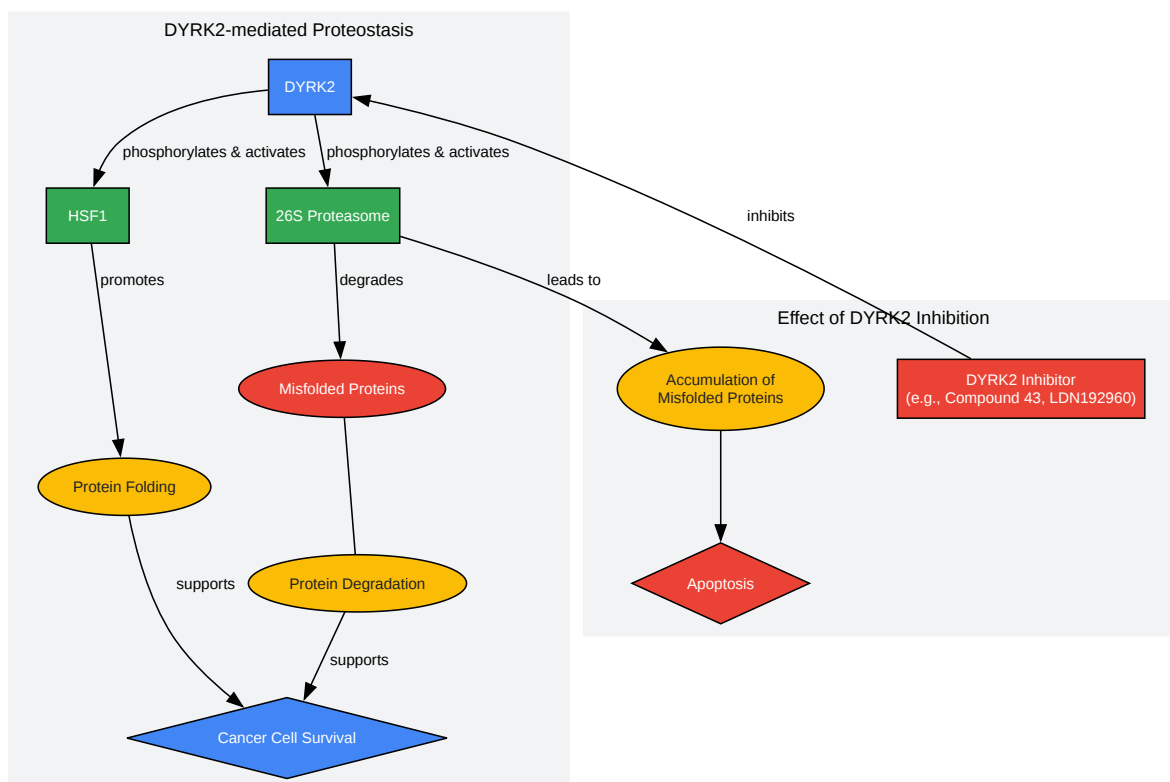 DYRK2-mediated Proteostasis
DYRK2
phosphorylates & activates
phosphorylates & activates
HSF1
26S Proteasome
inhibits
promotes
degrades
leads to
Effect of DYRK2 Inhibition
Misfolded Proteins
Accumulation of
Misfolded Proteins
DYRK2 Inhibitor
(e.g., Compound 43, LDN192960)
Protein Folding
supports
Protein Degradation
Apoptosis
supports
Cancer Cell Survival